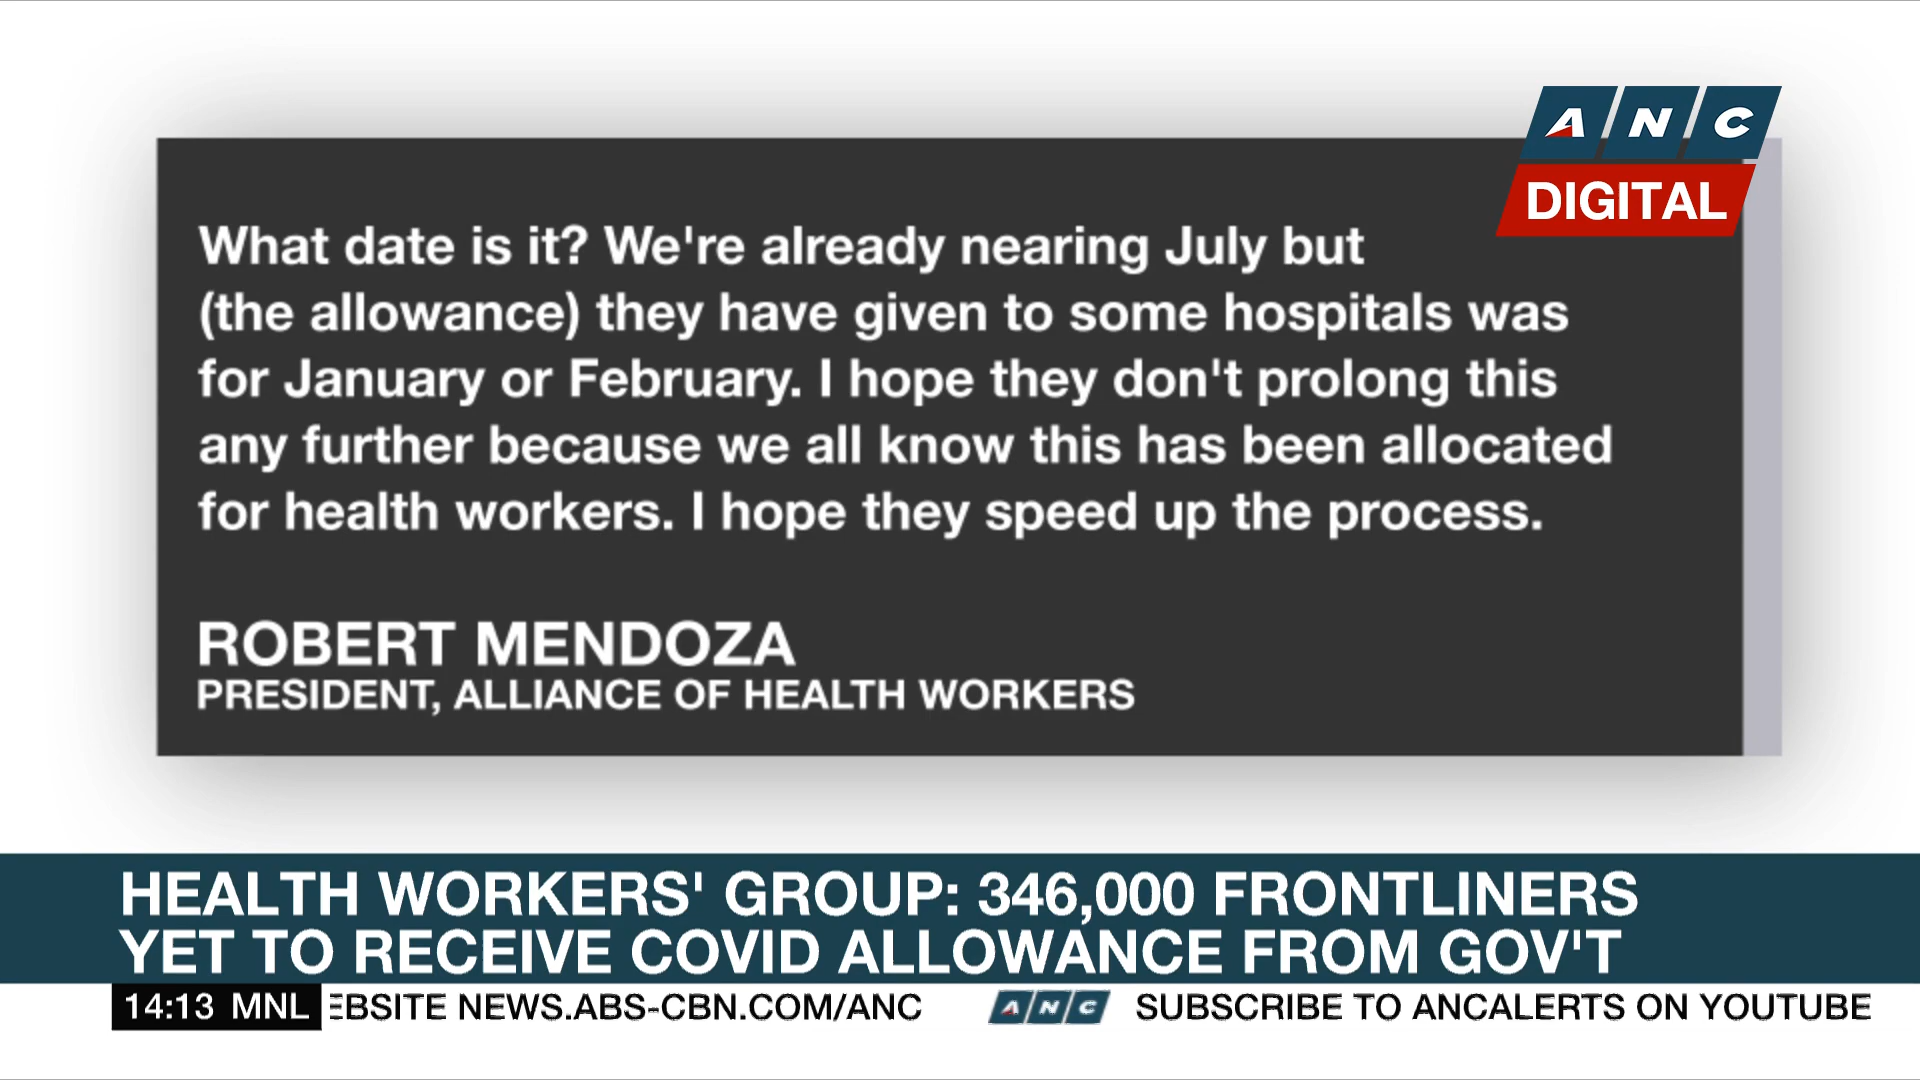 ANC
DIGITAL
What date is it? We're already nearing July but
(the allowance) they have given to some hospitals was
for January or February. I hope they don't prolong this
any further because we all know this has been allocated
for health workers. I hope they speed up the process.
ROBERT MENDOZA
PRESIDENT, ALLIANCE OF HEALTH WORKERS
HEALTH WORKERS' GROUP: 346,000 FRONTLINERS
YET TO RECEIVE COVID ALLOWANCE FROM GOV'T
14:13 MNL EBSITE NEWS.ABS-CBN.COM/ANC ANC SUBSCRIBE TO ANCALERTS ON YOUTUBE